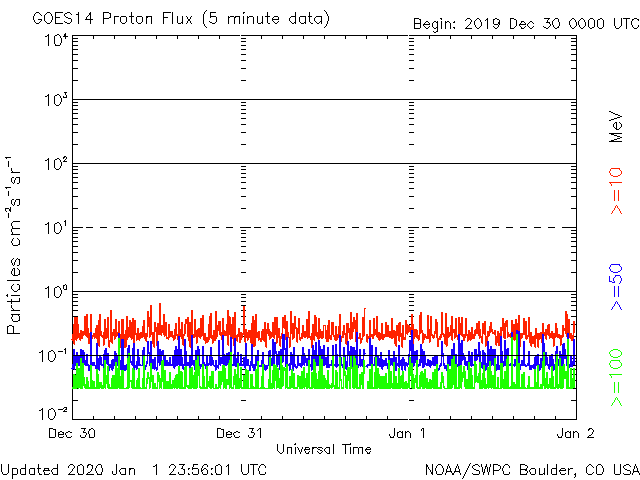 GOES14 Proton Flux (5 minute data)
Begin: 2019 Dec 30 0000 UTC
Particles cm⁻²s⁻¹sr⁻¹
10⁴
10³
10²
10¹
10⁰
10⁻¹
10⁻²
MeV
>=10
>=50
>=100
Dec 30
Dec 31
Jan 1
Jan 2
Universal Time
Updated 2020 Jan 1 23:56:01 UTC
NOAA/SWPC Boulder, CO USA